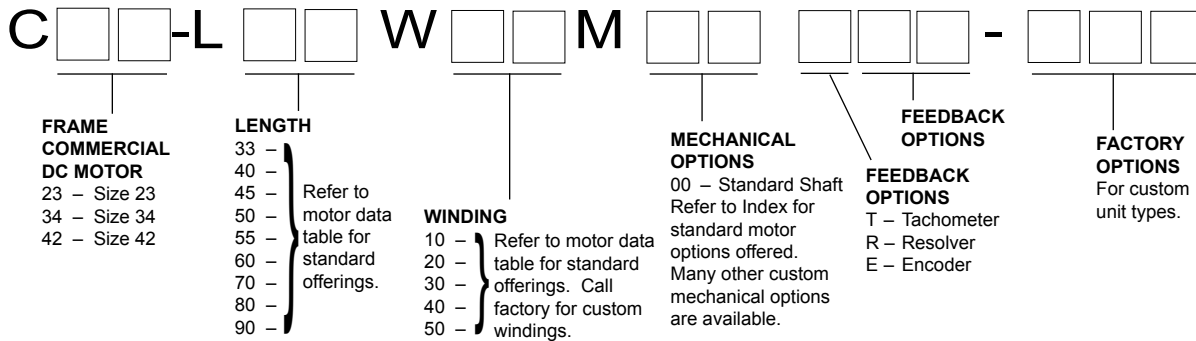 C -L W M -
FRAME
COMMERCIAL
DC MOTOR
23 – Size 23
34 – Size 34
42 – Size 42
LENGTH
33 –
40 –
45 –
50 –
55 –
60 –
70 –
80 –
90 –
Refer to
motor data
table for
standard
offerings.
WINDING
10 –
20 –
30 –
40 –
50 –
Refer to motor data
table for standard
offerings. Call
factory for custom
windings.
MECHANICAL
OPTIONS
00 – Standard Shaft
Refer to Index for
standard motor
options offered.
Many other custom
mechanical options
are available.
FEEDBACK
OPTIONS
T – Tachometer
R – Resolver
E – Encoder
FEEDBACK
OPTIONS
FACTORY
OPTIONS
For custom
unit types.